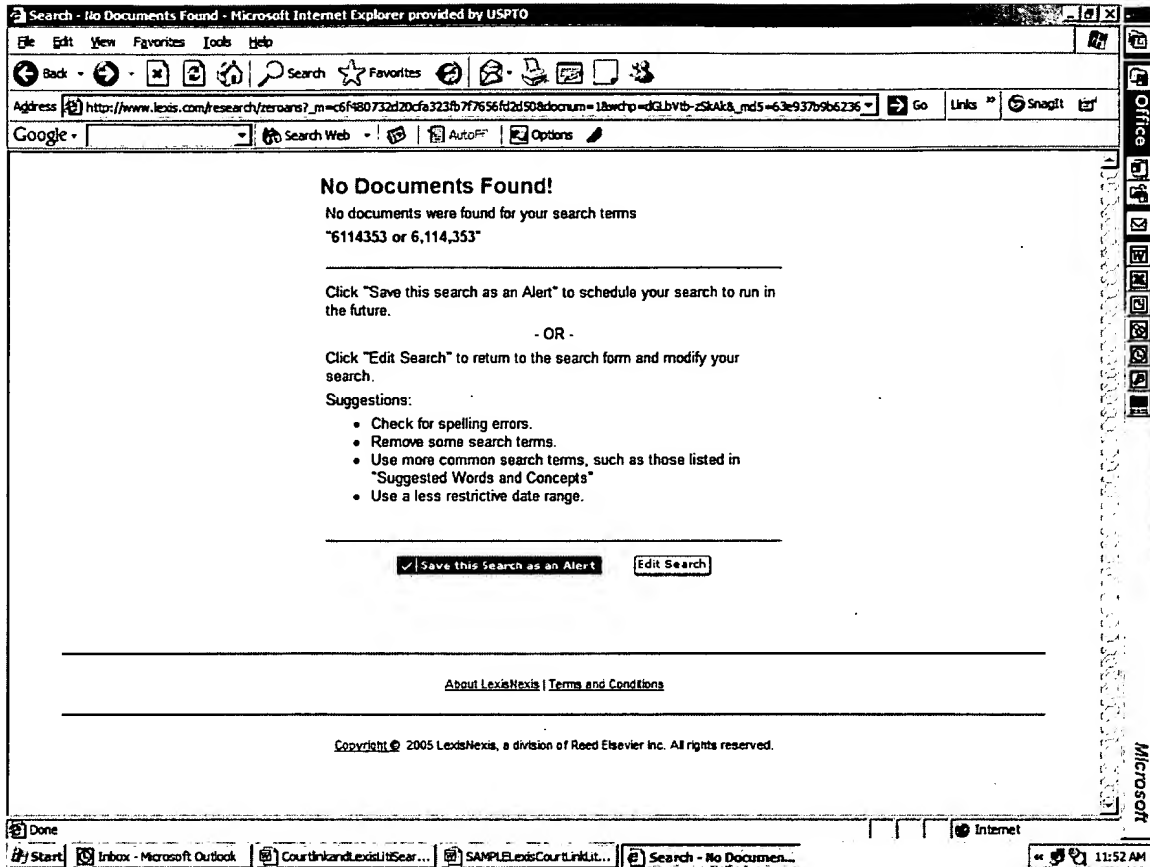 Search - No Documents Found - Microsoft Internet Explorer provided by USPTO
File Edit View Favorites Tools Help
Back Search Favorites
Address http://www.lexis.com/research/zeroans?_m=c6f480732d20cfa323fb7f7656fd2d50&docnum=1&wchp=dGLbVtb-zSkAk&_md5=63e937b9b6236 Go Links » SnagIt
Google Search Web AutoFill Options
Office
No Documents Found!
No documents were found for your search terms
"6114353 or 6,114,353"
Click "Save this search as an Alert" to schedule your search to run in
the future.
- OR -
Click "Edit Search" to return to the search form and modify your
search.
Suggestions:
• Check for spelling errors.
• Remove some search terms.
• Use more common search terms, such as those listed in
"Suggested Words and Concepts"
• Use a less restrictive date range.
Save this Search as an Alert Edit Search
About LexisNexis | Terms and Conditions
Copyright © 2005 LexisNexis, a division of Reed Elsevier Inc. All rights reserved.
Microsoft
Done Internet
Start Inbox - Microsoft Outlook CourtlinkandLexisLitSear... SAMPLELexisCourtLinkLit... Search - No Documen... « 11:52 AM